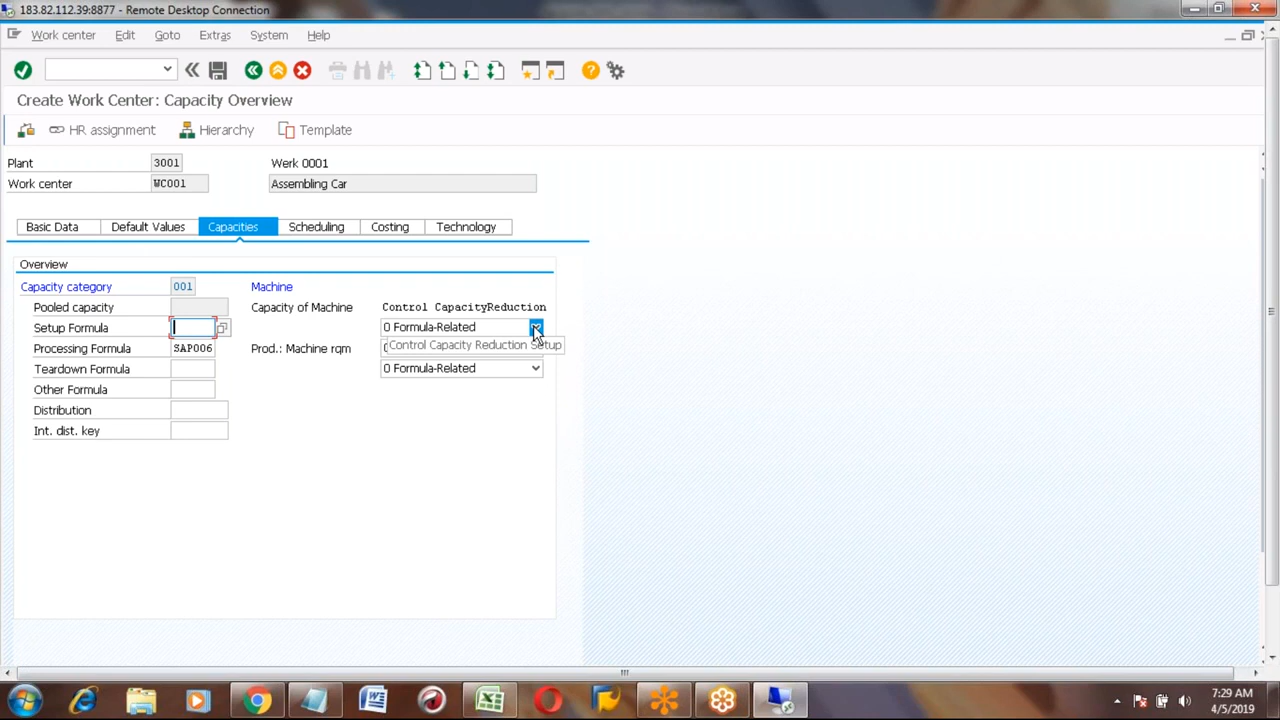 183.82.112.39:8877 - Remote Desktop Connection
Work center Edit Goto Extras System Help
Create Work Center: Capacity Overview
HR assignment Hierarchy Template
Plant 3001 Werk 0001
Work center WC001 Assembling Car
Basic Data Default Values Capacities Scheduling Costing Technology
Overview
Capacity category 001 Machine
Pooled capacity Capacity of Machine Control CapacityReduction
Setup Formula 0 Formula-Related
Control Capacity Reduction Setup
Processing Formula SAP006 Prod.: Machine rqm
Teardown Formula 0 Formula-Related
Other Formula
Distribution
Int. dist. key
7:29 AM
4/5/2019